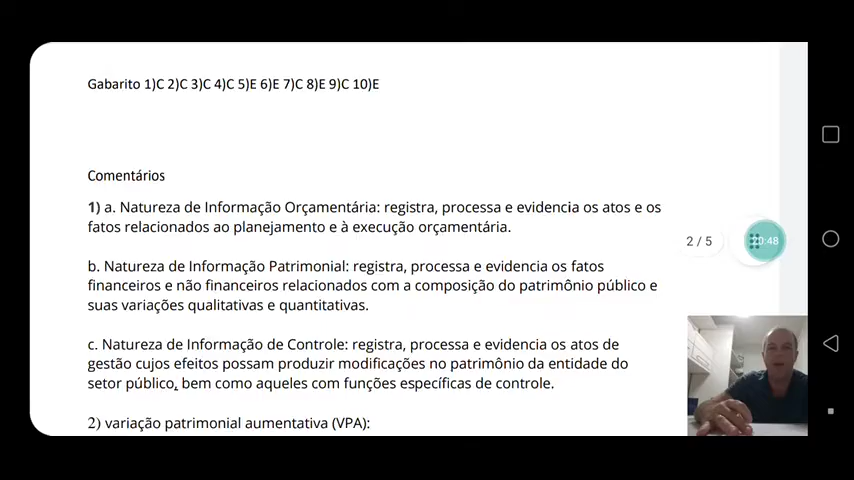 Gabarito 1)C 2)C 3)C 4)C 5)E 6)E 7)C 8)E 9)C 10)E
Comentários
1) a. Natureza de Informação Orçamentária: registra, processa e evidencia os atos e os
fatos relacionados ao planejamento e à execução orçamentária.
b. Natureza de Informação Patrimonial: registra, processa e evidencia os fatos
financeiros e não financeiros relacionados com a composição do patrimônio público e
suas variações qualitativas e quantitativas.
c. Natureza de Informação de Controle: registra, processa e evidencia os atos de
gestão cujos efeitos possam produzir modificações no patrimônio da entidade do
setor público, bem como aqueles com funções específicas de controle.
2) variação patrimonial aumentativa (VPA):
2 / 5